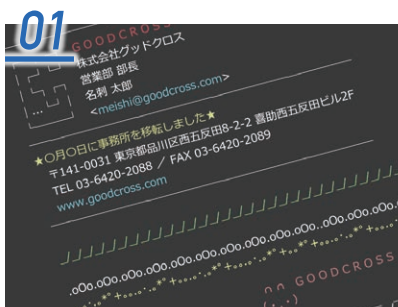 01
GOODCROSS
株式会社グッドクロス
営業部 部長
名刺 太郎
<meishi@goodcross.com>
★〇月〇日に事務所を移転しました★
〒141-0031 東京都品川区西五反田8-2-2 喜助西五反田ビル2F
TEL 03-6420-2088 ／ FAX 03-6420-2089
www.goodcross.com
GOODCROSS